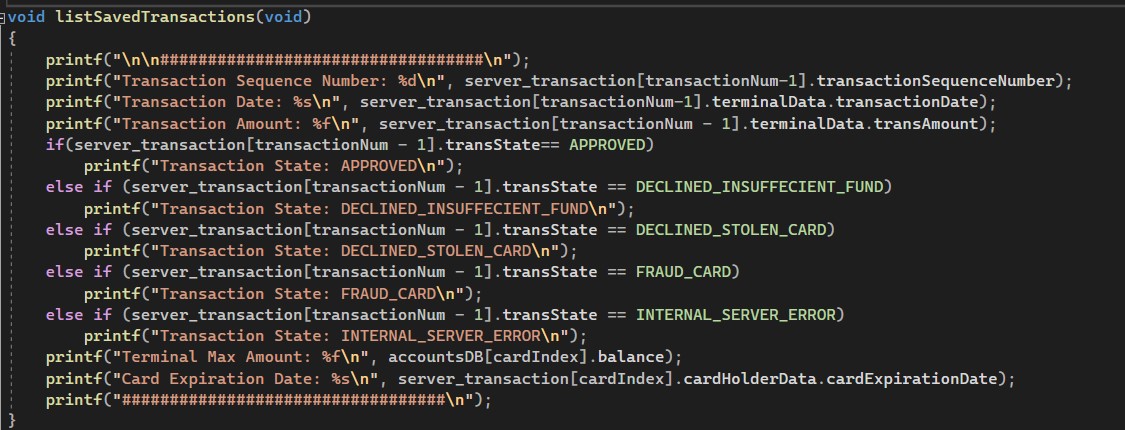 void listSavedTransactions(void)
{
    printf("\n\n##################################\n");
    printf("Transaction Sequence Number: %d\n", server_transaction[transactionNum-1].transactionSequenceNumber);
    printf("Transaction Date: %s\n", server_transaction[transactionNum-1].terminalData.transactionDate);
    printf("Transaction Amount: %f\n", server_transaction[transactionNum - 1].terminalData.transAmount);
    if(server_transaction[transactionNum - 1].transState== APPROVED)
        printf("Transaction State: APPROVED\n");
    else if (server_transaction[transactionNum - 1].transState == DECLINED_INSUFFECIENT_FUND)
        printf("Transaction State: DECLINED_INSUFFECIENT_FUND\n");
    else if (server_transaction[transactionNum - 1].transState == DECLINED_STOLEN_CARD)
        printf("Transaction State: DECLINED_STOLEN_CARD\n");
    else if (server_transaction[transactionNum - 1].transState == FRAUD_CARD)
        printf("Transaction State: FRAUD_CARD\n");
    else if (server_transaction[transactionNum - 1].transState == INTERNAL_SERVER_ERROR)
        printf("Transaction State: INTERNAL_SERVER_ERROR\n");
    printf("Terminal Max Amount: %f\n", accountsDB[cardIndex].balance);
    printf("Card Expiration Date: %s\n", server_transaction[cardIndex].cardHolderData.cardExpirationDate);
    printf("##################################\n");
}